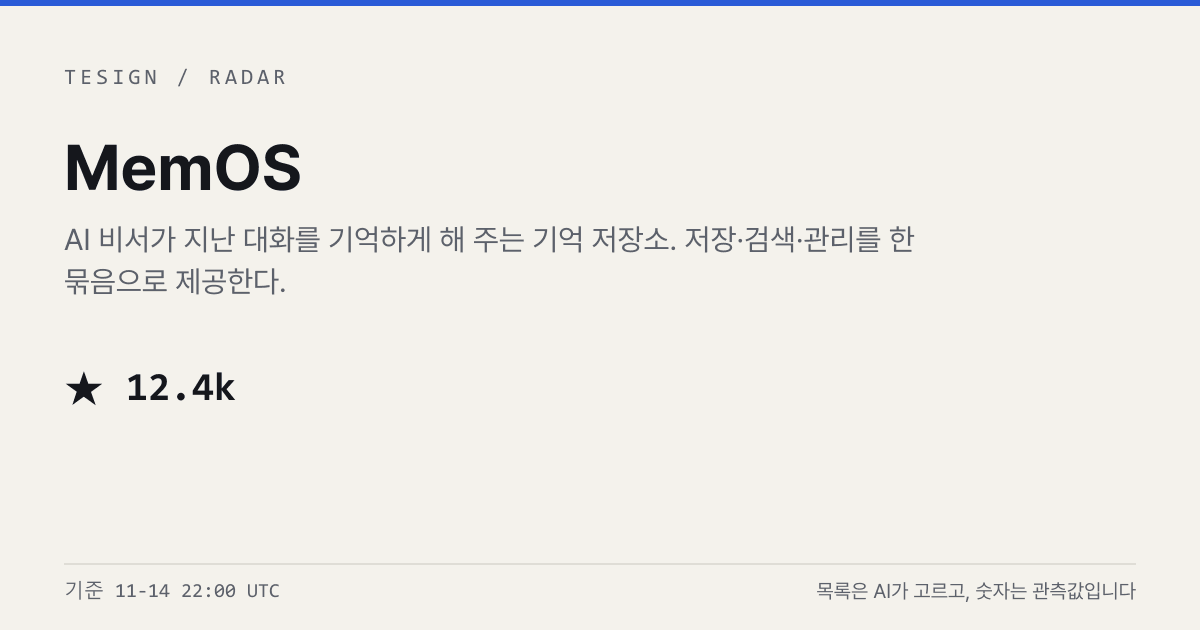 TESIGN / RADAR
MemOS
AI 비서가 지난 대화를 기억하게 해 주는 기억 저장소. 저장·검색·관리를 한
묶음으로 제공한다.
★ 12.4k
기준 11-14 22:00 UTC
목록은 AI가 고르고, 숫자는 관측값입니다